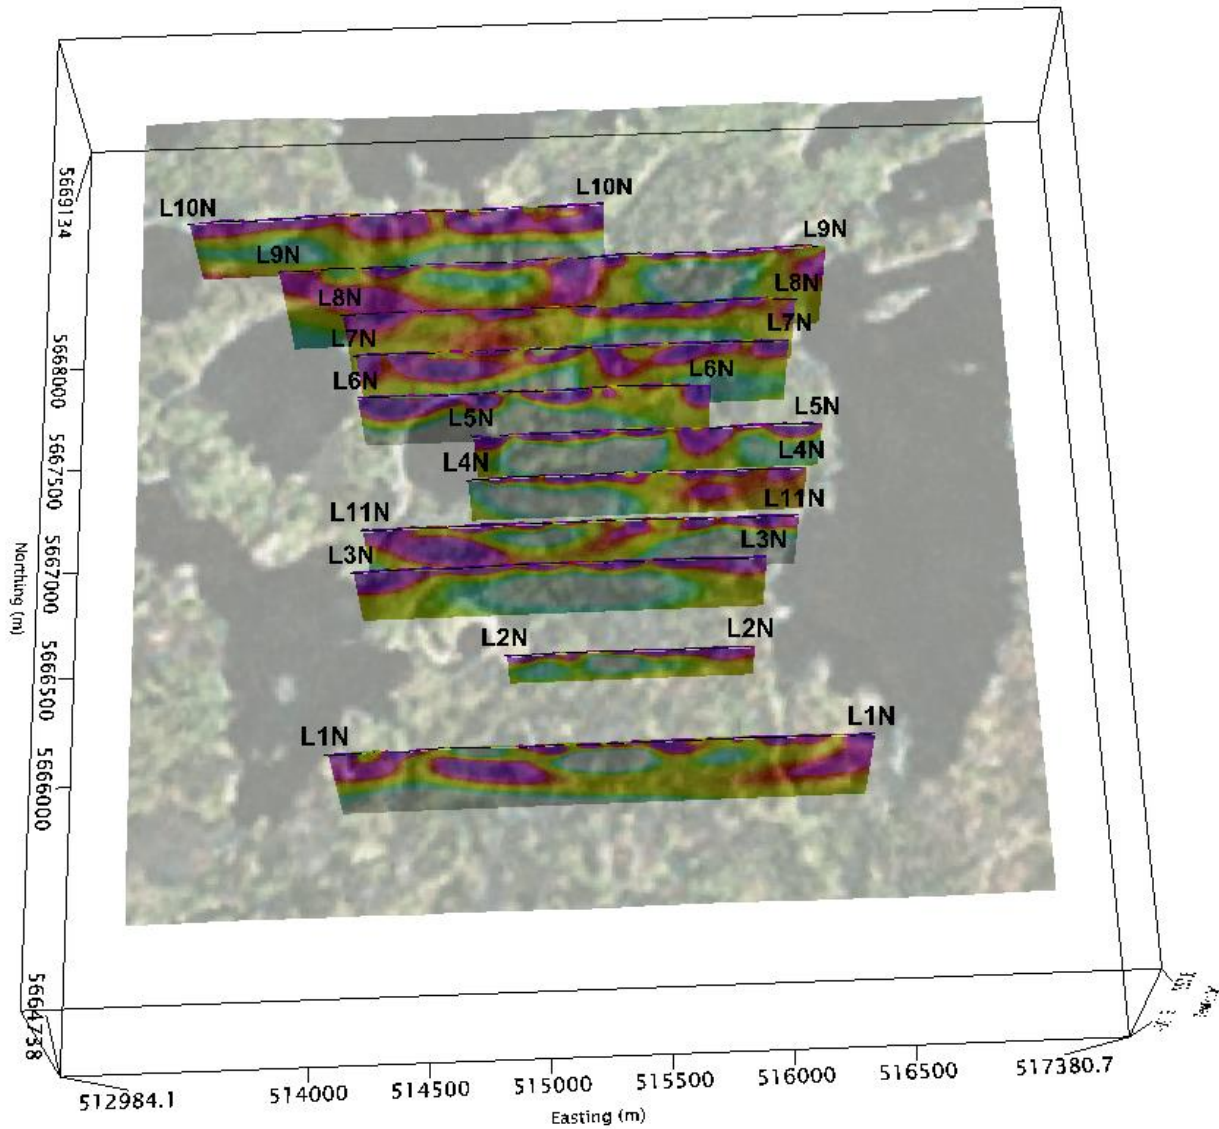 L10N
L10N
5669134
L9N
L9N
L8N
L8N
L7N
L7N
5668000
L6N
L6N
L5N
L5N
L4N
L4N
5667500
L11N
L11N
L3N
L3N
Northing (m)
5667000
L2N
L2N
5666500
L1N
L1N
5666000
5664738
512984.1
514000
514500
515000
515500
516000
516500
517380.7
Easting (m)